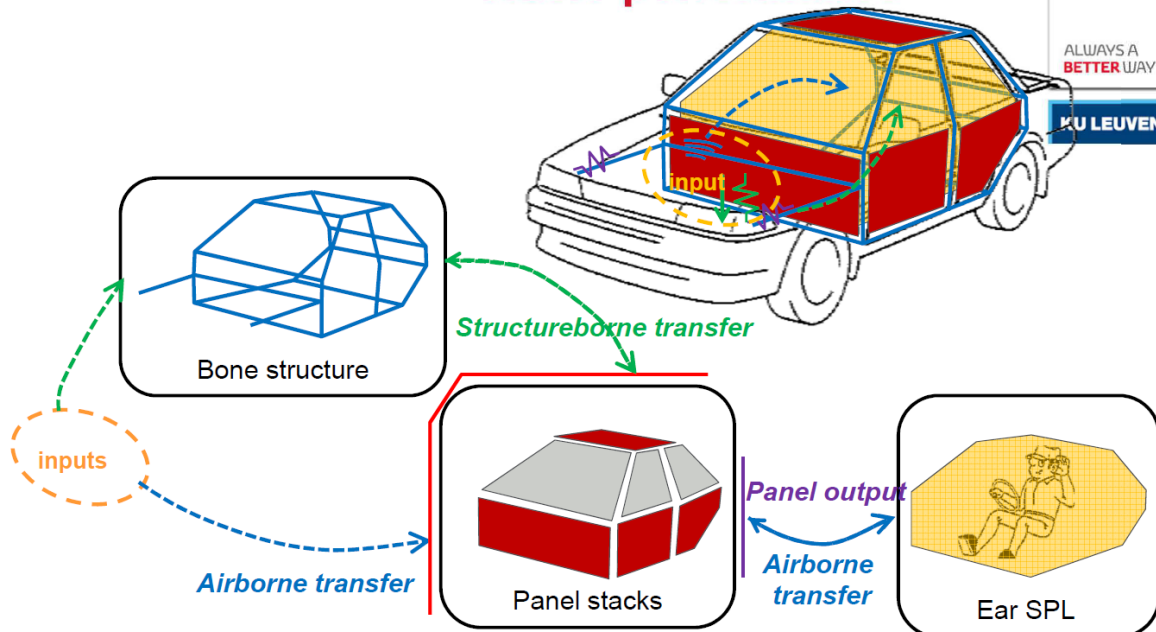 ALWAYS A
BETTER WAY
KU LEUVEN
input
Structureborne transfer
Bone structure
inputs
Panel output
Airborne transfer
Airborne
transfer
Panel stacks
Ear SPL